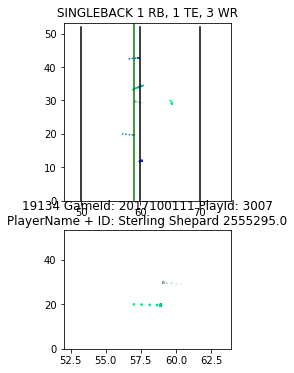 SINGLEBACK 1 RB, 1 TE, 3 WR
50
40
30
20
10
0
50 60 70
19134 GameId: 2017100111 PlayId: 3007
PlayerName + ID: Sterling Shepard 2555295.0
40
20
0
52.5 55.0 57.5 60.0 62.5